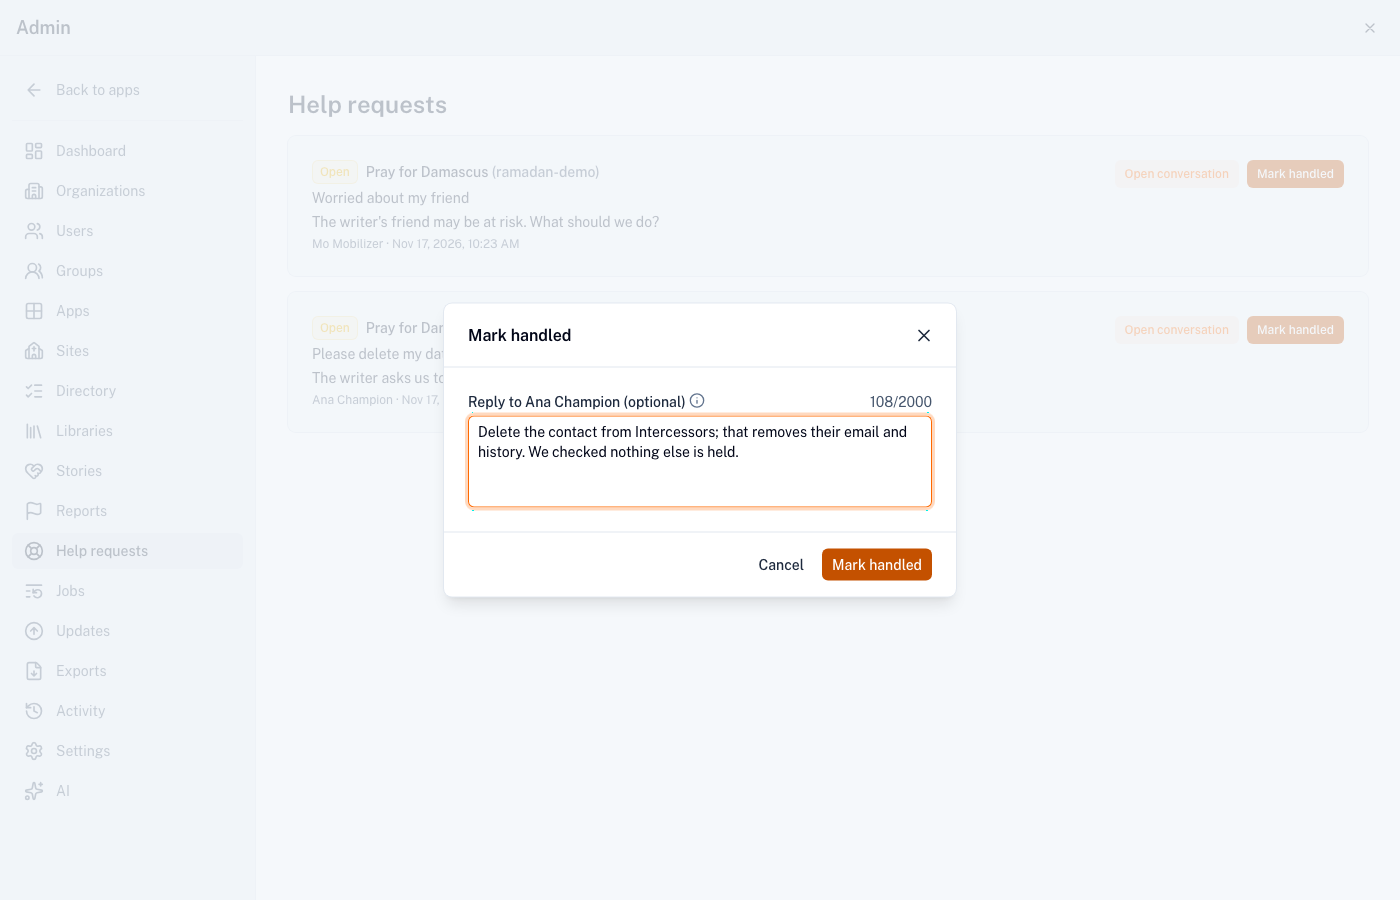 Admin
Back to apps
Dashboard
Organizations
Users
Groups
Apps
Sites
Directory
Libraries
Stories
Reports
Help requests
Jobs
Updates
Exports
Activity
Settings
AI
Help requests
Open Pray for Damascus (ramadan-demo)
Open conversation Mark handled
Worried about my friend
The writer's friend may be at risk. What should we do?
Mo Mobilizer · Nov 17, 2026, 10:23 AM
Open Pray for
Open conversation Mark handled
Please delete my
The writer asks us
Ana Champion · Nov 17,
Mark handled
Reply to Ana Champion (optional) 108/2000
Delete the contact from Intercessors; that removes their email and
history. We checked nothing else is held.
Cancel Mark handled